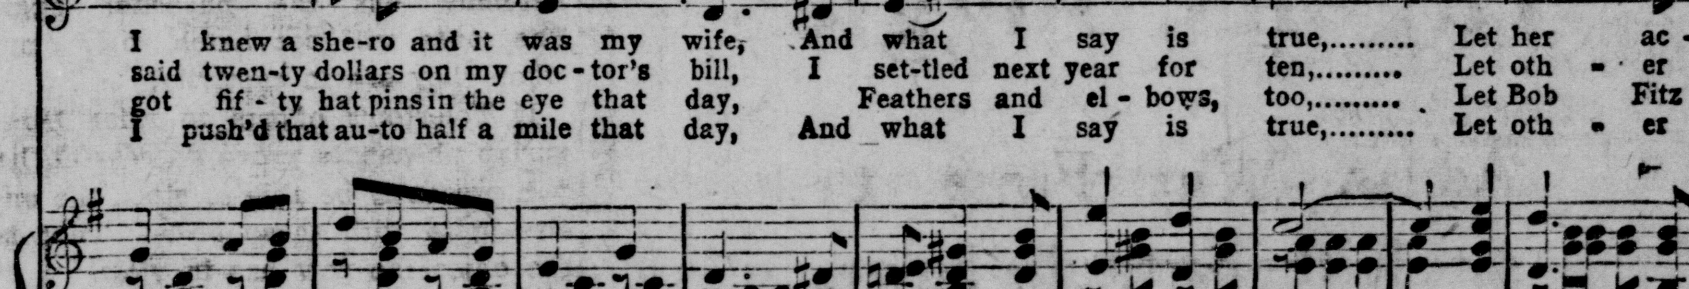 I knew a she-ro and it was my wife, And what I say is true,......... Let her ac -
said twen-ty dollars on my doc-tor's bill, I set-tled next year for ten,......... Let oth - er
got fif - ty hat pins in the eye that day, Feathers and el - bows, too,......... Let Bob Fitz
I push'd that au-to half a mile that day, And what I say is true,......... Let oth - er